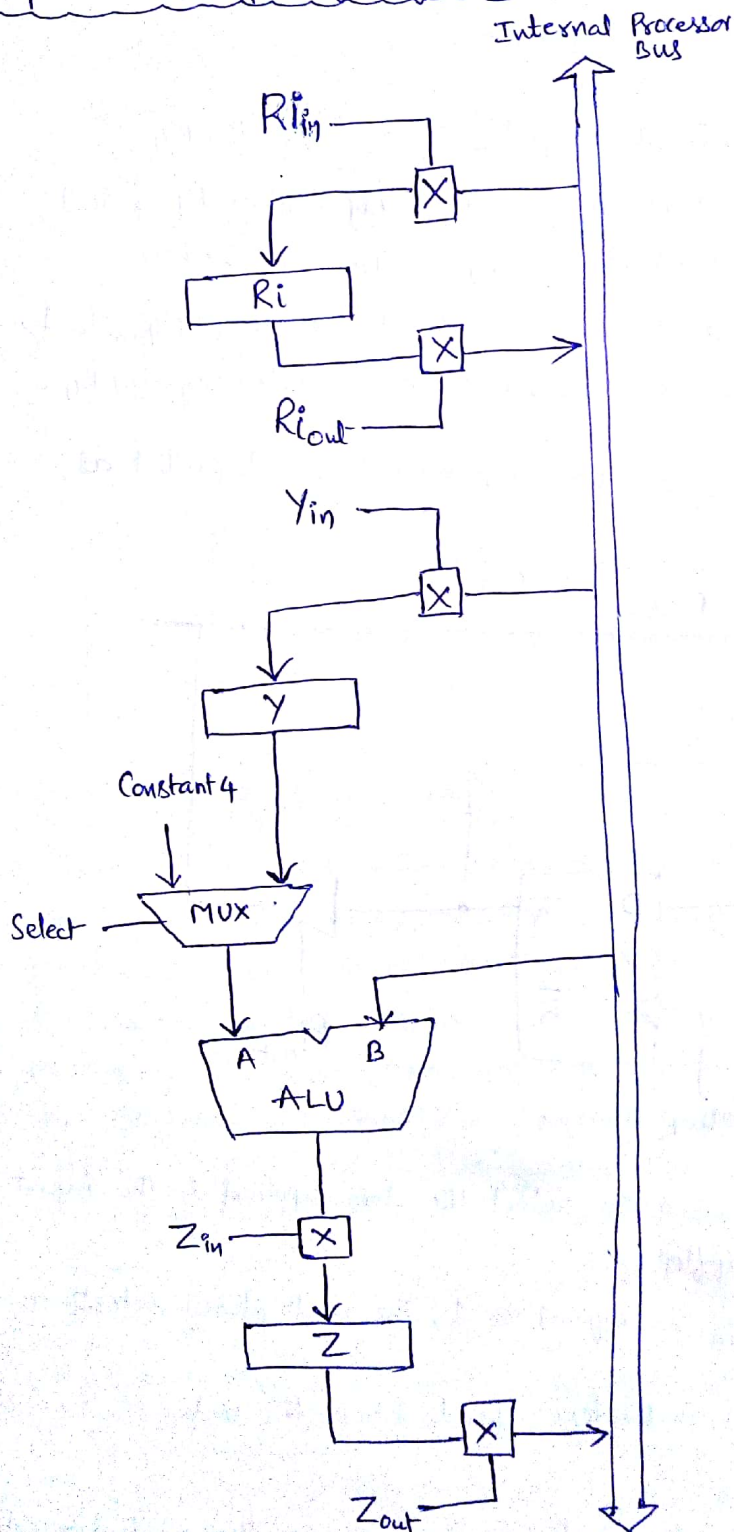 Internal Processor
Bus
Riin
X
Ri
X
Riout
Yin
X
Y
Constant 4
Select
MUX
A
B
ALU
Zin
X
Z
X
Zout